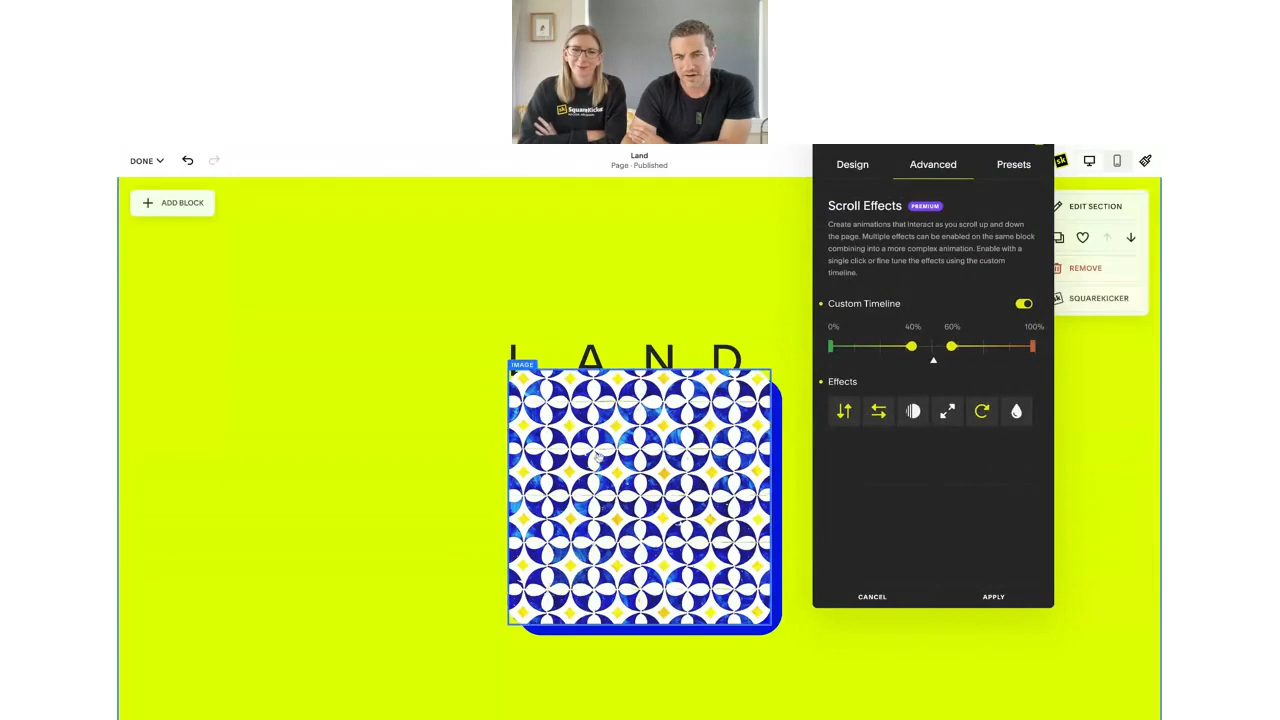 SquareKicker
DONE
Land
Page · Published
Design
Advanced
Presets
sk
ADD BLOCK
Scroll Effects PREMIUM
Create animations that interact as you scroll up and down
the page. Multiple effects can be enabled on the same block
combining into a more complex animation. Enable with a
single click or fine tune the effects using the custom
timeline.
EDIT SECTION
REMOVE
SQUAREKICKER
Custom Timeline
0%
40%
60%
100%
Effects
LAND
IMAGE
CANCEL
APPLY